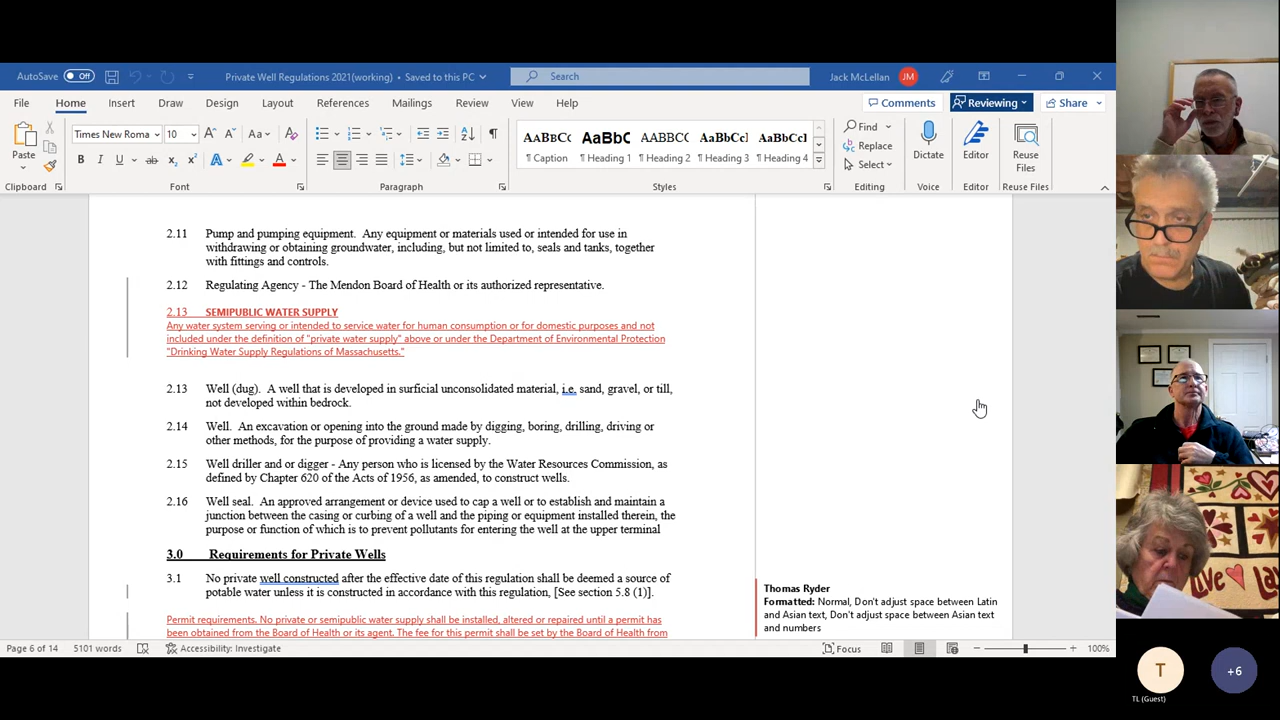 AutoSave Off Private Well Regulations 2021(working) • Saved to this PC Search Jack McLellan JM
File Home Insert Draw Design Layout References Mailings Review View Help Comments Reviewing Share
Times New Roma 10 Aa Find
Paste B I U ab x₂ x² A A Replace
Select
AABBC( AaBbC AABBCC AaBbCc] AaBbCc]
¶ Caption ¶ Heading 1 ¶ Heading 2 ¶ Heading 3 ¶ Heading 4
Dictate Editor Reuse
Files
Clipboard Font Paragraph Styles Editing Voice Editor Reuse Files
2.11 Pump and pumping equipment. Any equipment or materials used or intended for use in
withdrawing or obtaining groundwater, including, but not limited to, seals and tanks, together
with fittings and controls.
2.12 Regulating Agency - The Mendon Board of Health or its authorized representative.
2.13 SEMIPUBLIC WATER SUPPLY
Any water system serving or intended to service water for human consumption or for domestic purposes and not
included under the definition of "private water supply" above or under the Department of Environmental Protection
"Drinking Water Supply Regulations of Massachusetts."
2.13 Well (dug). A well that is developed in surficial unconsolidated material, i.e. sand, gravel, or till,
not developed within bedrock.
2.14 Well. An excavation or opening into the ground made by digging, boring, drilling, driving or
other methods, for the purpose of providing a water supply.
2.15 Well driller and or digger - Any person who is licensed by the Water Resources Commission, as
defined by Chapter 620 of the Acts of 1956, as amended, to construct wells.
2.16 Well seal. An approved arrangement or device used to cap a well or to establish and maintain a
junction between the casing or curbing of a well and the piping or equipment installed therein, the
purpose or function of which is to prevent pollutants for entering the well at the upper terminal
3.0 Requirements for Private Wells
3.1 No private well constructed after the effective date of this regulation shall be deemed a source of
potable water unless it is constructed in accordance with this regulation, [See section 5.8 (1)].
Permit requirements. No private or semipublic water supply shall be installed, altered or repaired until a permit has
been obtained from the Board of Health or its agent. The fee for this permit shall be set by the Board of Health from
Thomas Ryder
Formatted: Normal, Don't adjust space between Latin
and Asian text, Don't adjust space between Asian text
and numbers
Page 6 of 14 5101 words Accessibility: Investigate Focus 100%
T
+6
TL (Guest)